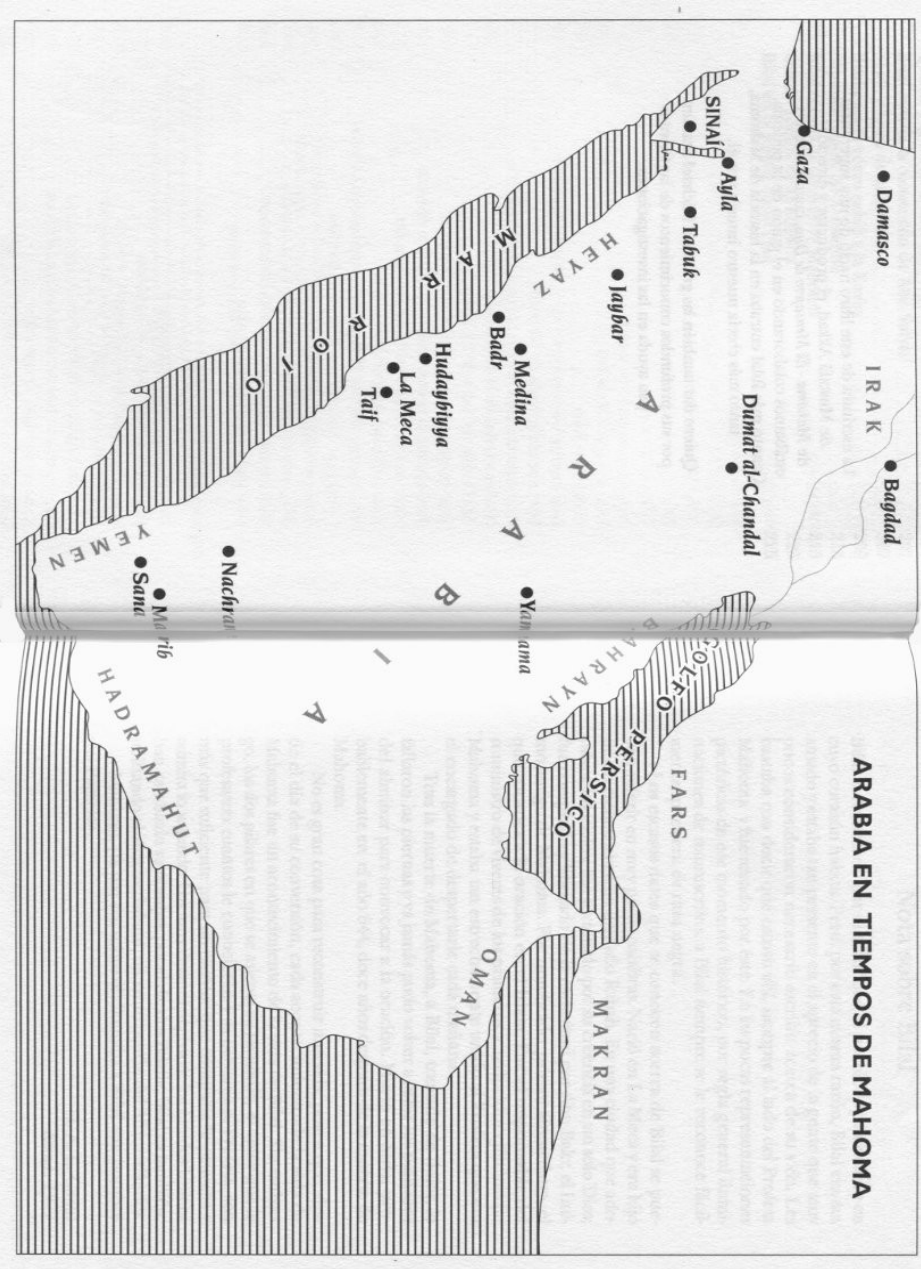 ARABIA EN TIEMPOS DE MAHOMA
Damasco
Bagdad
IRAK
Gaza
Ayla
SINAÍ
Tabuk
Dumat al-Chandal
Jaybar
HEYAZ
Medina
Badr
Hudaybiyya
La Meca
Taif
MAR ROJO
ARABIA
Yamama
BAHRAYN
GOLFO PÉRSICO
FARS
MAKRAN
OMAN
Nachran
Marib
Sana
YEMEN
HADRAMAHUT